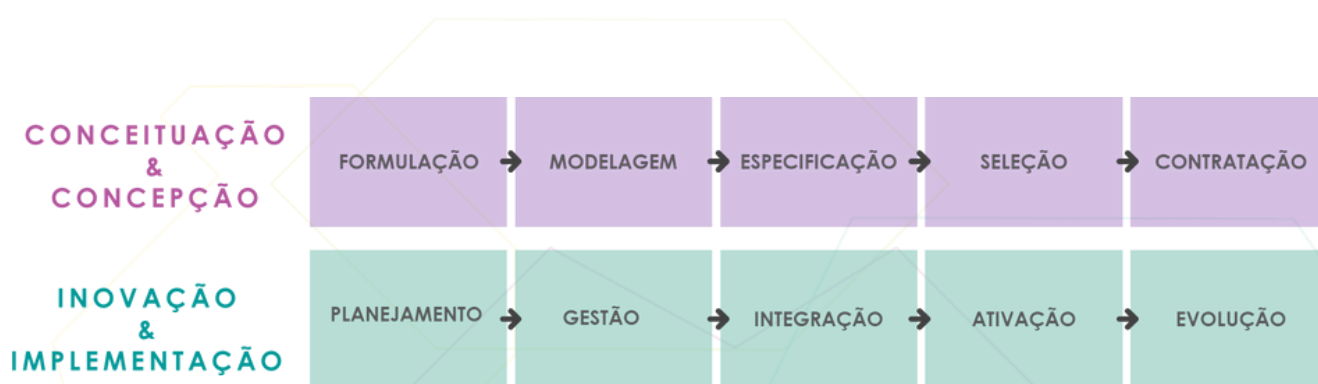 CONCEITUAÇÃO
&
CONCEPÇÃO
FORMULAÇÃO
MODELAGEM
ESPECIFICAÇÃO
SELEÇÃO
CONTRATAÇÃO
INOVAÇÃO
&
IMPLEMENTAÇÃO
PLANEJAMENTO
GESTÃO
INTEGRAÇÃO
ATIVAÇÃO
EVOLUÇÃO